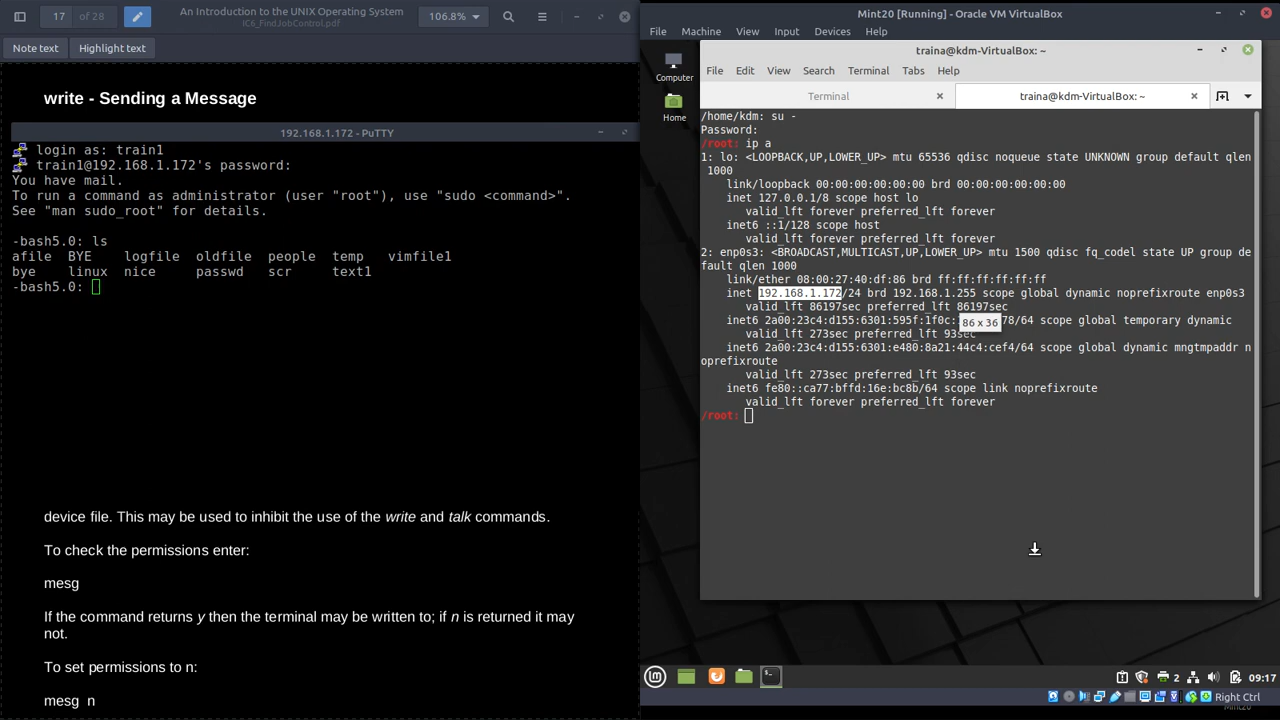 17 of 28
An Introduction to the UNIX Operating System
IC6_FindJobControl.pdf
106.8%
Note text Highlight text
write - Sending a Message
192.168.1.172 - PuTTY
login as: train1
train1@192.168.1.172's password:
You have mail.
To run a command as administrator (user "root"), use "sudo <command>".
See "man sudo_root" for details.
-bash5.0: ls
afile BYE logfile oldfile people temp vimfile1
bye linux nice passwd scr text1
-bash5.0:
device file. This may be used to inhibit the use of the write and talk commands.
To check the permissions enter:
mesg
If the command returns y then the terminal may be written to; if n is returned it may
not.
To set permissions to n:
mesg n
Mint20 [Running] - Oracle VM VirtualBox
File Machine View Input Devices Help
Computer
Home
traina@kdm-VirtualBox: ~
File Edit View Search Terminal Tabs Help
Terminal
traina@kdm-VirtualBox: ~
/home/kdm: su -
Password:
/root: ip a
1: lo: <LOOPBACK,UP,LOWER_UP> mtu 65536 qdisc noqueue state UNKNOWN group default qlen
1000
link/loopback 00:00:00:00:00:00 brd 00:00:00:00:00:00
inet 127.0.0.1/8 scope host lo
valid_lft forever preferred_lft forever
inet6 ::1/128 scope host
valid_lft forever preferred_lft forever
2: enp0s3: <BROADCAST,MULTICAST,UP,LOWER_UP> mtu 1500 qdisc fq_codel state UP group de
fault qlen 1000
link/ether 08:00:27:40:df:86 brd ff:ff:ff:ff:ff:ff
inet 192.168.1.172/24 brd 192.168.1.255 scope global dynamic noprefixroute enp0s3
valid_lft 86197sec preferred_lft 86197sec
inet6 2a00:23c4:d155:6301:595f:1f0c: 78/64 scope global temporary dynamic
86 x 36
valid_lft 273sec preferred_lft 93sec
inet6 2a00:23c4:d155:6301:e480:8a21:44c4:cef4/64 scope global dynamic mngtmpaddr n
oprefixroute
valid_lft 273sec preferred_lft 93sec
inet6 fe80::ca77:bffd:16e:bc8b/64 scope link noprefixroute
valid_lft forever preferred_lft forever
/root:
2
09:17
Right Ctrl
Mint20